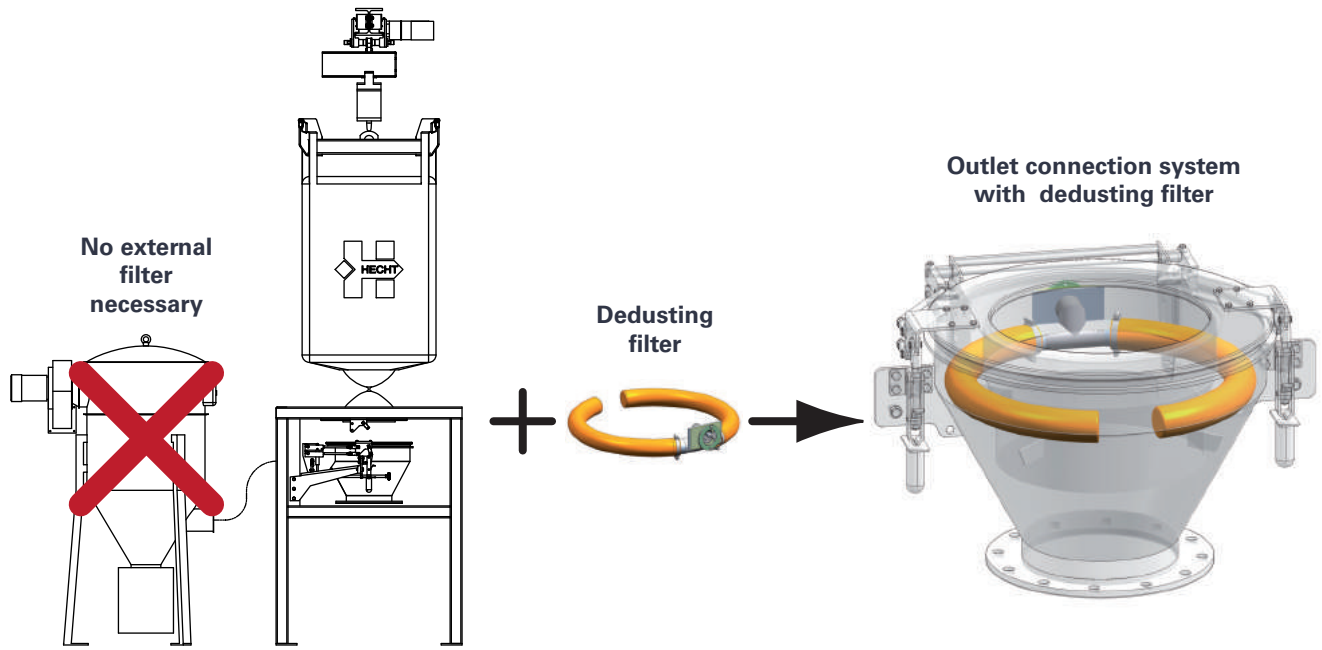 No external
filter
necessary
HECHT
Dedusting
filter
Outlet connection system
with dedusting filter